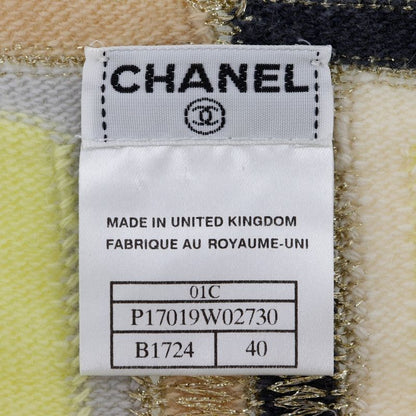 CHANEL
MADE IN UNITED KINGDOM
FABRIQUE AU ROYAUME-UNI
01C
P17019W02730
B1724 40